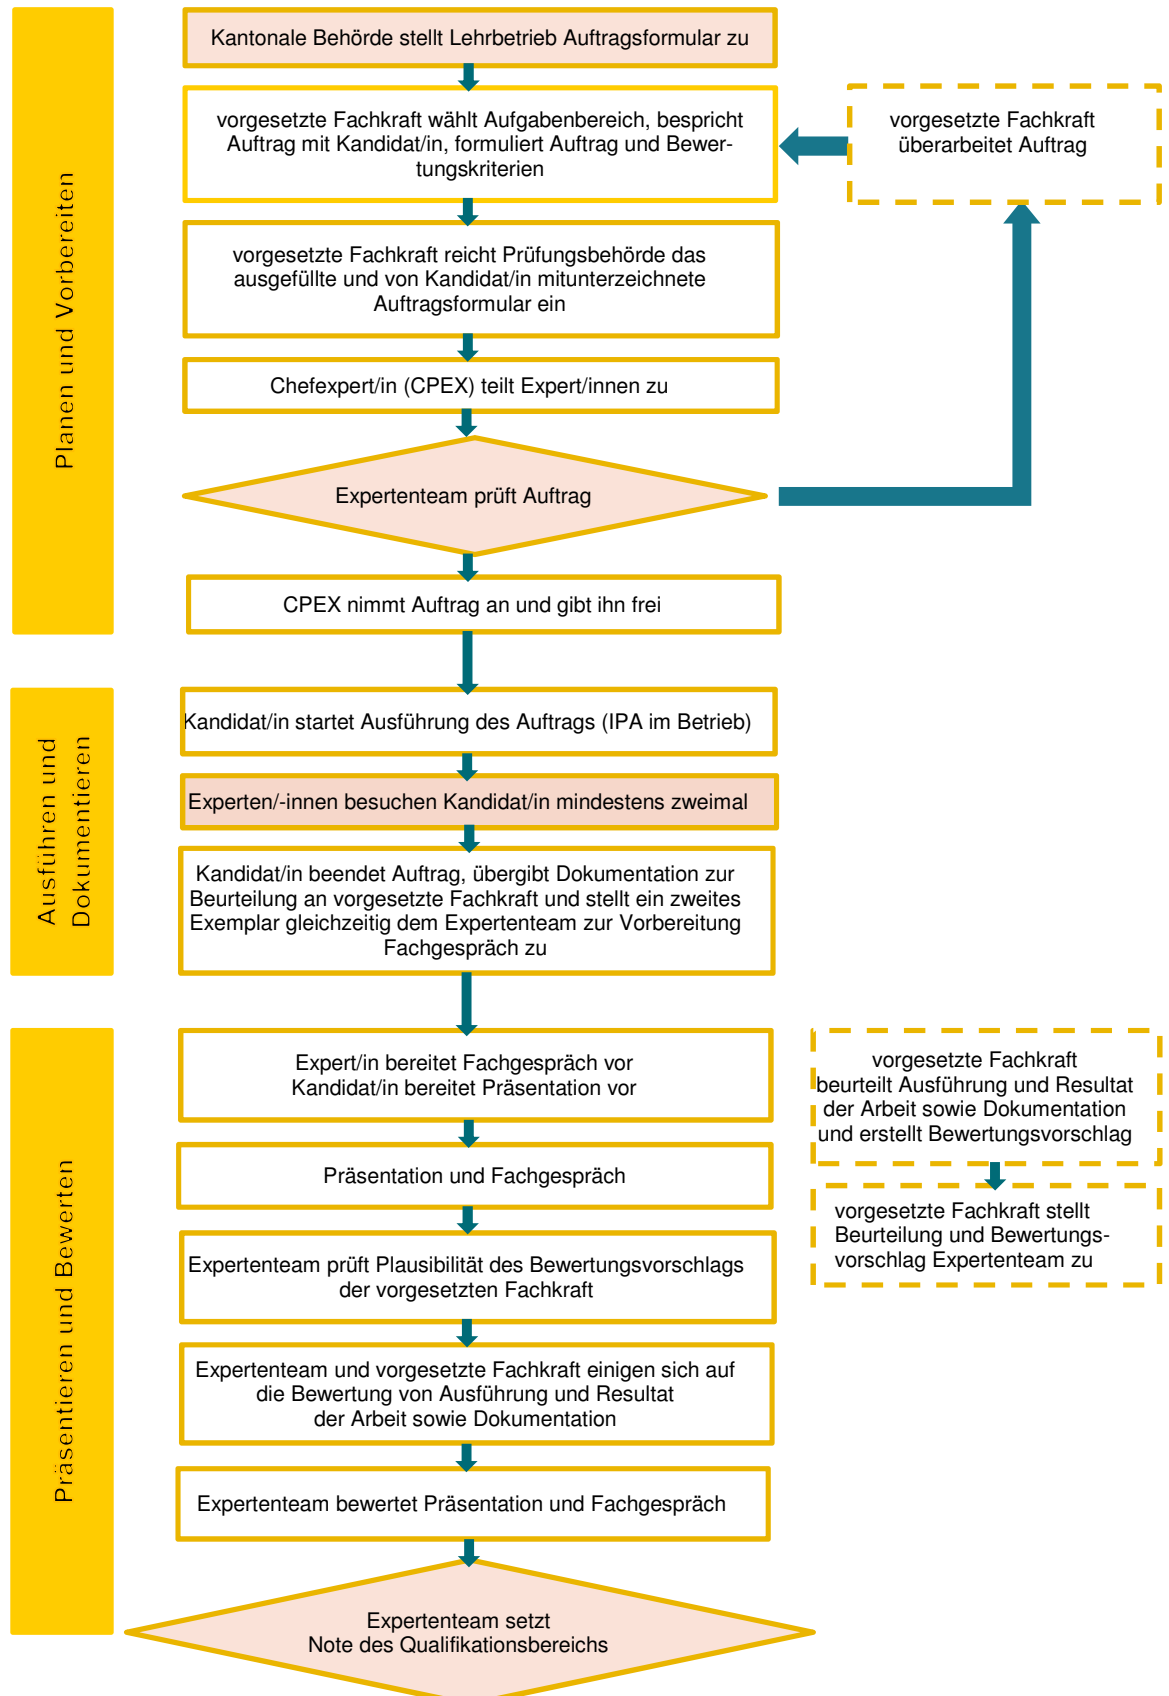 Planen und Vorbereiten
Kantonale Behörde stellt Lehrbetrieb Auftragsformular zu
vorgesetzte Fachkraft wählt Aufgabenbereich, bespricht
Auftrag mit Kandidat/in, formuliert Auftrag und Bewer-
tungskriterien
vorgesetzte Fachkraft
überarbeitet Auftrag
vorgesetzte Fachkraft reicht Prüfungsbehörde das
ausgefüllte und von Kandidat/in mitunterzeichnete
Auftragsformular ein
Chefexpert/in (CPEX) teilt Expert/innen zu
Expertenteam prüft Auftrag
CPEX nimmt Auftrag an und gibt ihn frei
Ausführen und
Dokumentieren
Kandidat/in startet Ausführung des Auftrags (IPA im Betrieb)
Experten/-innen besuchen Kandidat/in mindestens zweimal
Kandidat/in beendet Auftrag, übergibt Dokumentation zur
Beurteilung an vorgesetzte Fachkraft und stellt ein zweites
Exemplar gleichzeitig dem Expertenteam zur Vorbereitung
Fachgespräch zu
Präsentieren und Bewerten
Expert/in bereitet Fachgespräch vor
Kandidat/in bereitet Präsentation vor
vorgesetzte Fachkraft
beurteilt Ausführung und Resultat
der Arbeit sowie Dokumentation
und erstellt Bewertungsvorschlag
Präsentation und Fachgespräch
vorgesetzte Fachkraft stellt
Beurteilung und Bewertungs-
vorschlag Expertenteam zu
Expertenteam prüft Plausibilität des Bewertungsvorschlags
der vorgesetzten Fachkraft
Expertenteam und vorgesetzte Fachkraft einigen sich auf
die Bewertung von Ausführung und Resultat
der Arbeit sowie Dokumentation
Expertenteam bewertet Präsentation und Fachgespräch
Expertenteam setzt
Note des Qualifikationsbereichs